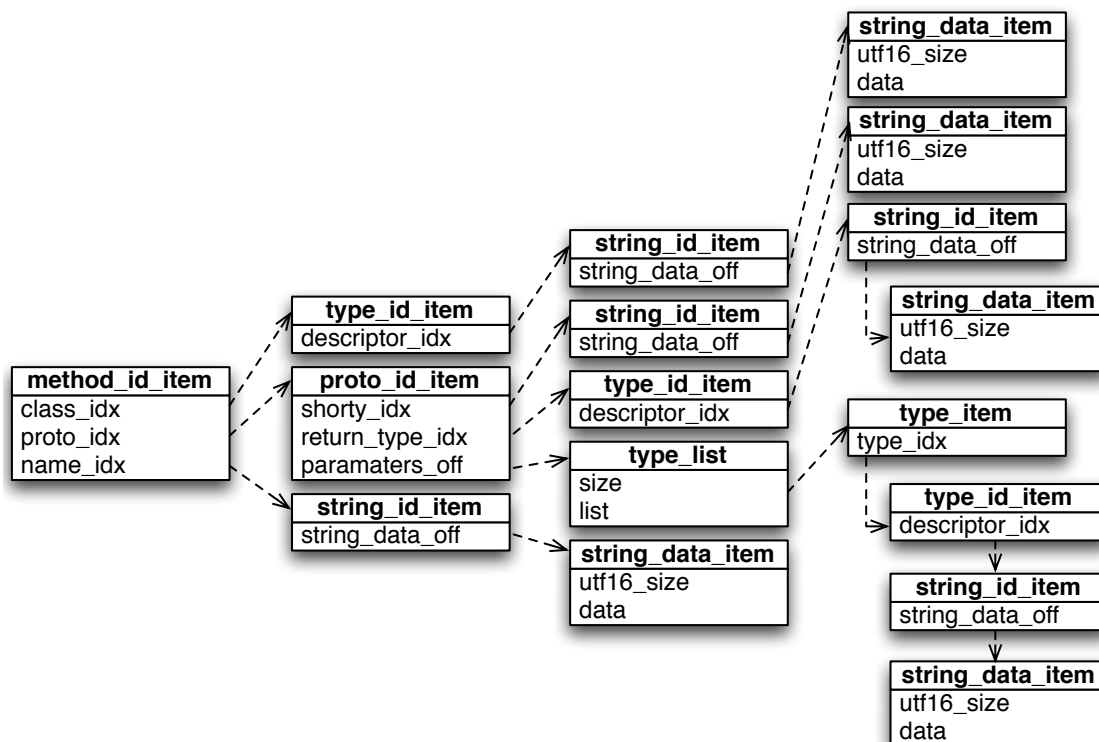 method_id_item
class_idx
proto_idx
name_idx
type_id_item
descriptor_idx
proto_id_item
shorty_idx
return_type_idx
paramaters_off
string_id_item
string_data_off
string_id_item
string_data_off
string_id_item
string_data_off
type_id_item
descriptor_idx
type_list
size
list
string_data_item
utf16_size
data
string_data_item
utf16_size
data
string_data_item
utf16_size
data
string_id_item
string_data_off
string_data_item
utf16_size
data
type_item
type_idx
type_id_item
descriptor_idx
string_id_item
string_data_off
string_data_item
utf16_size
data